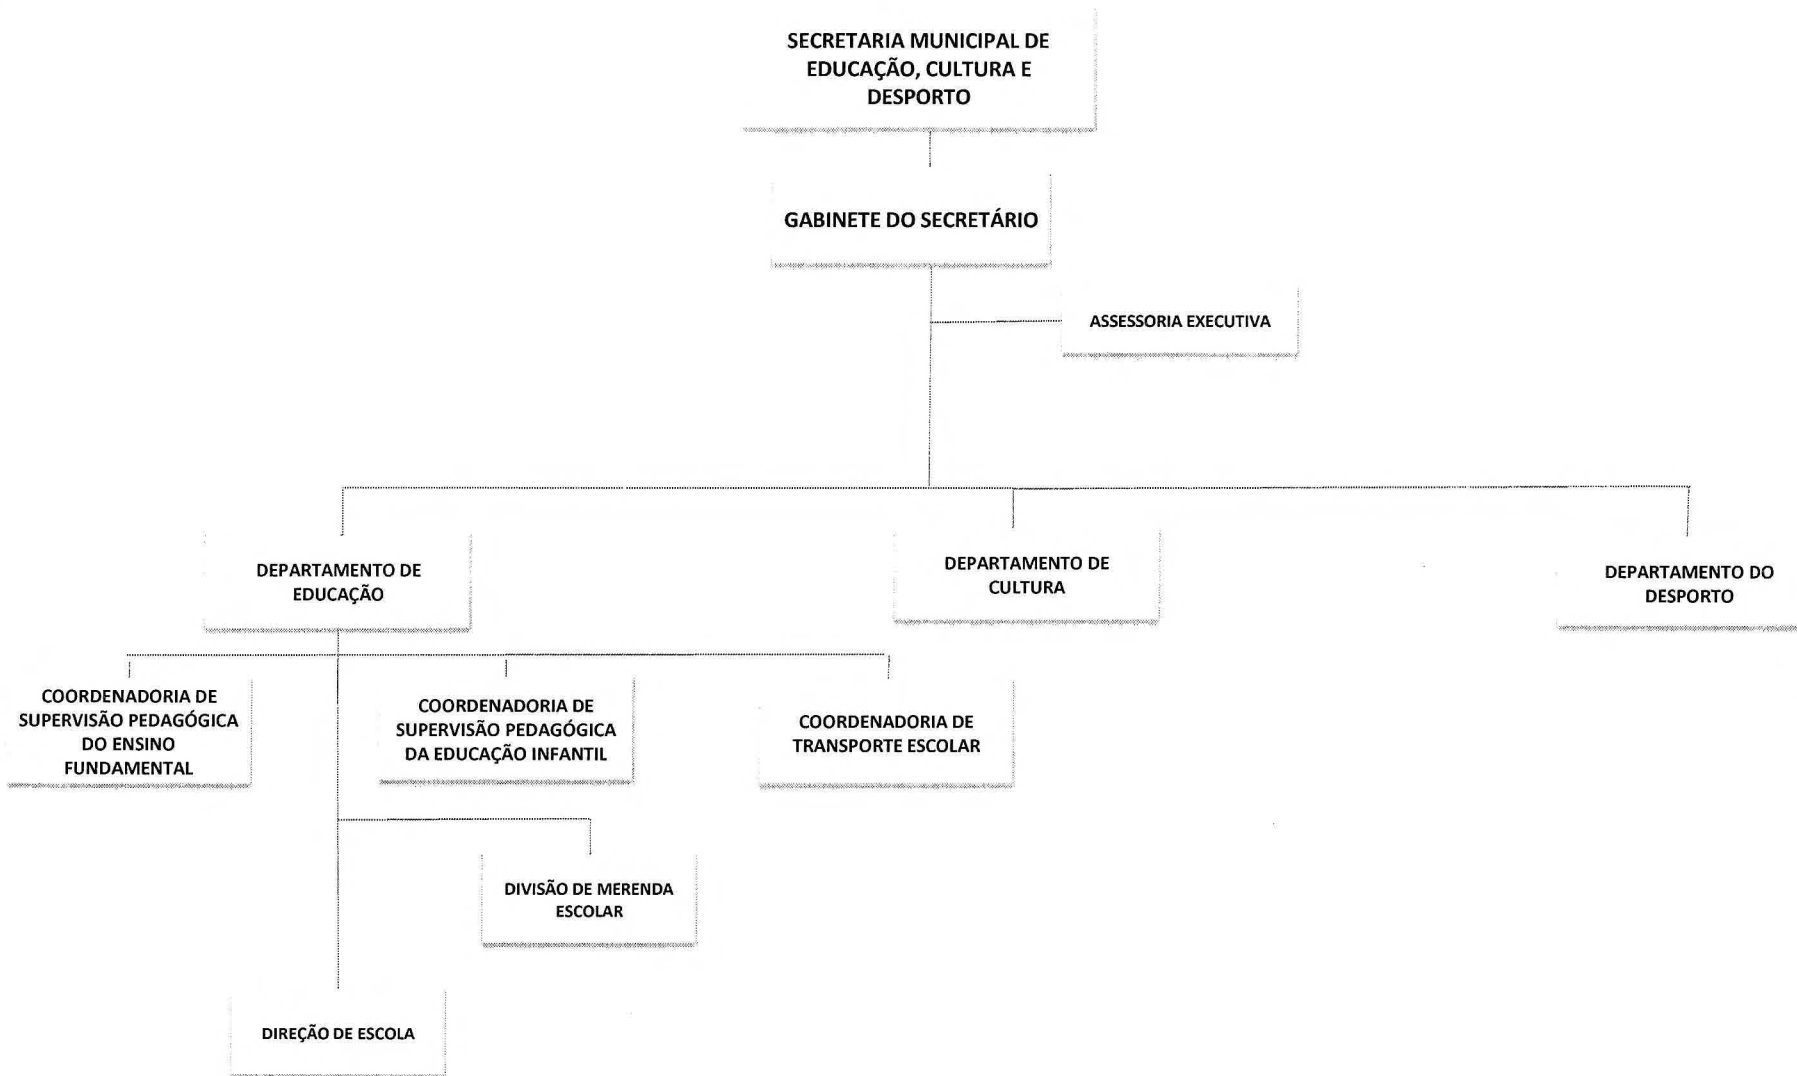 SECRETARIA MUNICIPAL DE
EDUCAÇÃO, CULTURA E
DESPORTO
GABINETE DO SECRETÁRIO
ASSESSORIA EXECUTIVA
DEPARTAMENTO DE
EDUCAÇÃO
DEPARTAMENTO DE
CULTURA
DEPARTAMENTO DO
DESPORTO
COORDENADORIA DE
SUPERVISÃO PEDAGÓGICA
DO ENSINO
FUNDAMENTAL
COORDENADORIA DE
SUPERVISÃO PEDAGÓGICA
DA EDUCAÇÃO INFANTIL
COORDENADORIA DE
TRANSPORTE ESCOLAR
DIVISÃO DE MERENDA
ESCOLAR
DIREÇÃO DE ESCOLA